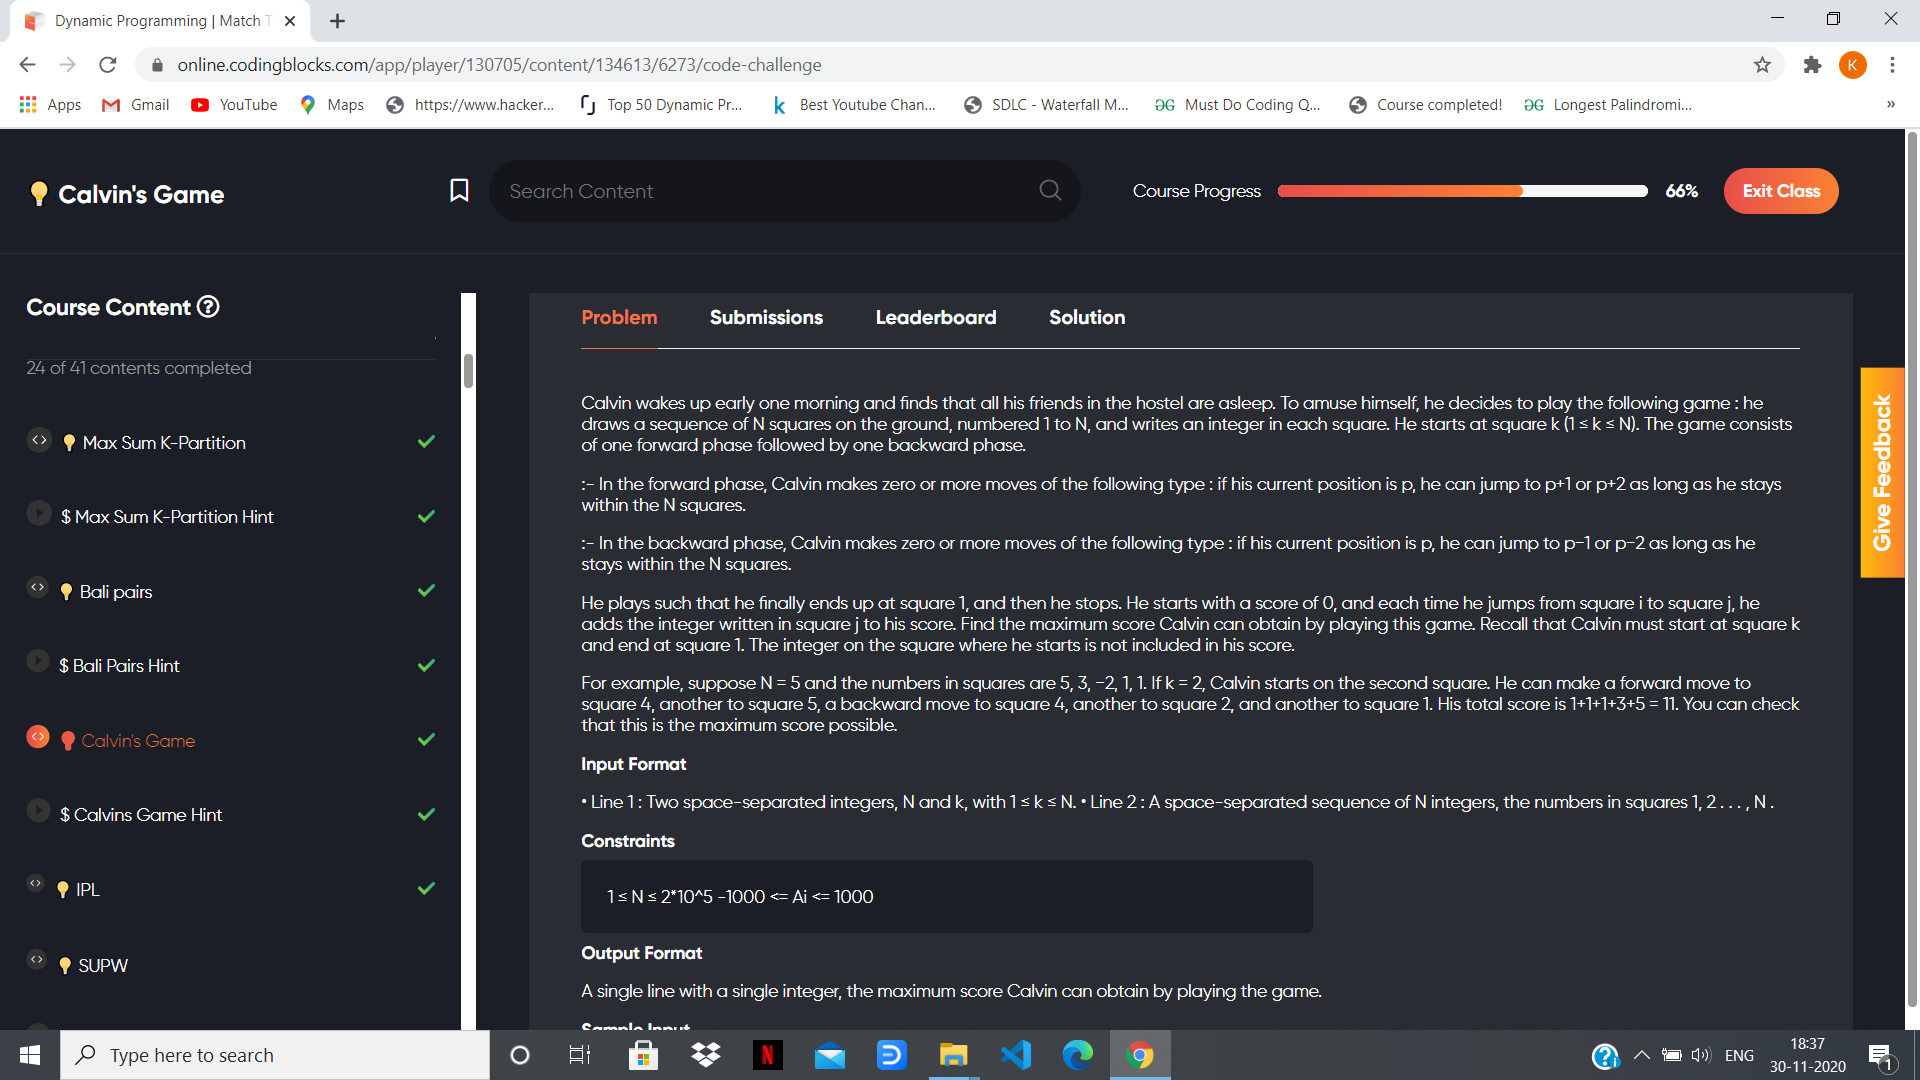 Dynamic Programming | Match T
online.codingblocks.com/app/player/130705/content/134613/6273/code-challenge
K
Apps Gmail YouTube Maps https://www.hacker... Top 50 Dynamic Pr... Best Youtube Chan... SDLC - Waterfall M... Must Do Coding Q... Course completed! Longest Palindromi... »
Calvin's Game
Search Content
Course Progress 66% Exit Class
Course Content
24 of 41 contents completed
Max Sum K-Partition
$ Max Sum K-Partition Hint
Bali pairs
$ Bali Pairs Hint
Calvin's Game
$ Calvins Game Hint
IPL
SUPW
Problem Submissions Leaderboard Solution
Calvin wakes up early one morning and finds that all his friends in the hostel are asleep. To amuse himself, he decides to play the following game : he
draws a sequence of N squares on the ground, numbered 1 to N, and writes an integer in each square. He starts at square k (1 ≤ k ≤ N). The game consists
of one forward phase followed by one backward phase.
:- In the forward phase, Calvin makes zero or more moves of the following type : if his current position is p, he can jump to p+1 or p+2 as long as he stays
within the N squares.
:- In the backward phase, Calvin makes zero or more moves of the following type : if his current position is p, he can jump to p−1 or p−2 as long as he
stays within the N squares.
He plays such that he finally ends up at square 1, and then he stops. He starts with a score of 0, and each time he jumps from square i to square j, he
adds the integer written in square j to his score. Find the maximum score Calvin can obtain by playing this game. Recall that Calvin must start at square k
and end at square 1. The integer on the square where he starts is not included in his score.
For example, suppose N = 5 and the numbers in squares are 5, 3, −2, 1, 1. If k = 2, Calvin starts on the second square. He can make a forward move to
square 4, another to square 5, a backward move to square 4, another to square 2, and another to square 1. His total score is 1+1+1+3+5 = 11. You can check
that this is the maximum score possible.
Input Format
• Line 1 : Two space-separated integers, N and k, with 1 ≤ k ≤ N. • Line 2 : A space-separated sequence of N integers, the numbers in squares 1, 2 . . . , N .
Constraints
1 ≤ N ≤ 2*10^5 -1000 <= Ai <= 1000
Output Format
A single line with a single integer, the maximum score Calvin can obtain by playing the game.
Sample Input
Give Feedback
Type here to search
ENG
18:37
30-11-2020
1